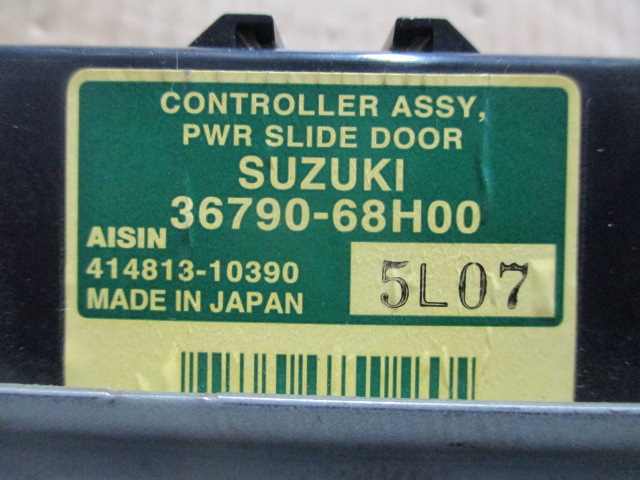 CONTROLLER ASSY,
PWR SLIDE DOOR
SUZUKI
36790-68H00
AISIN
414813-10390
MADE IN JAPAN
5L07